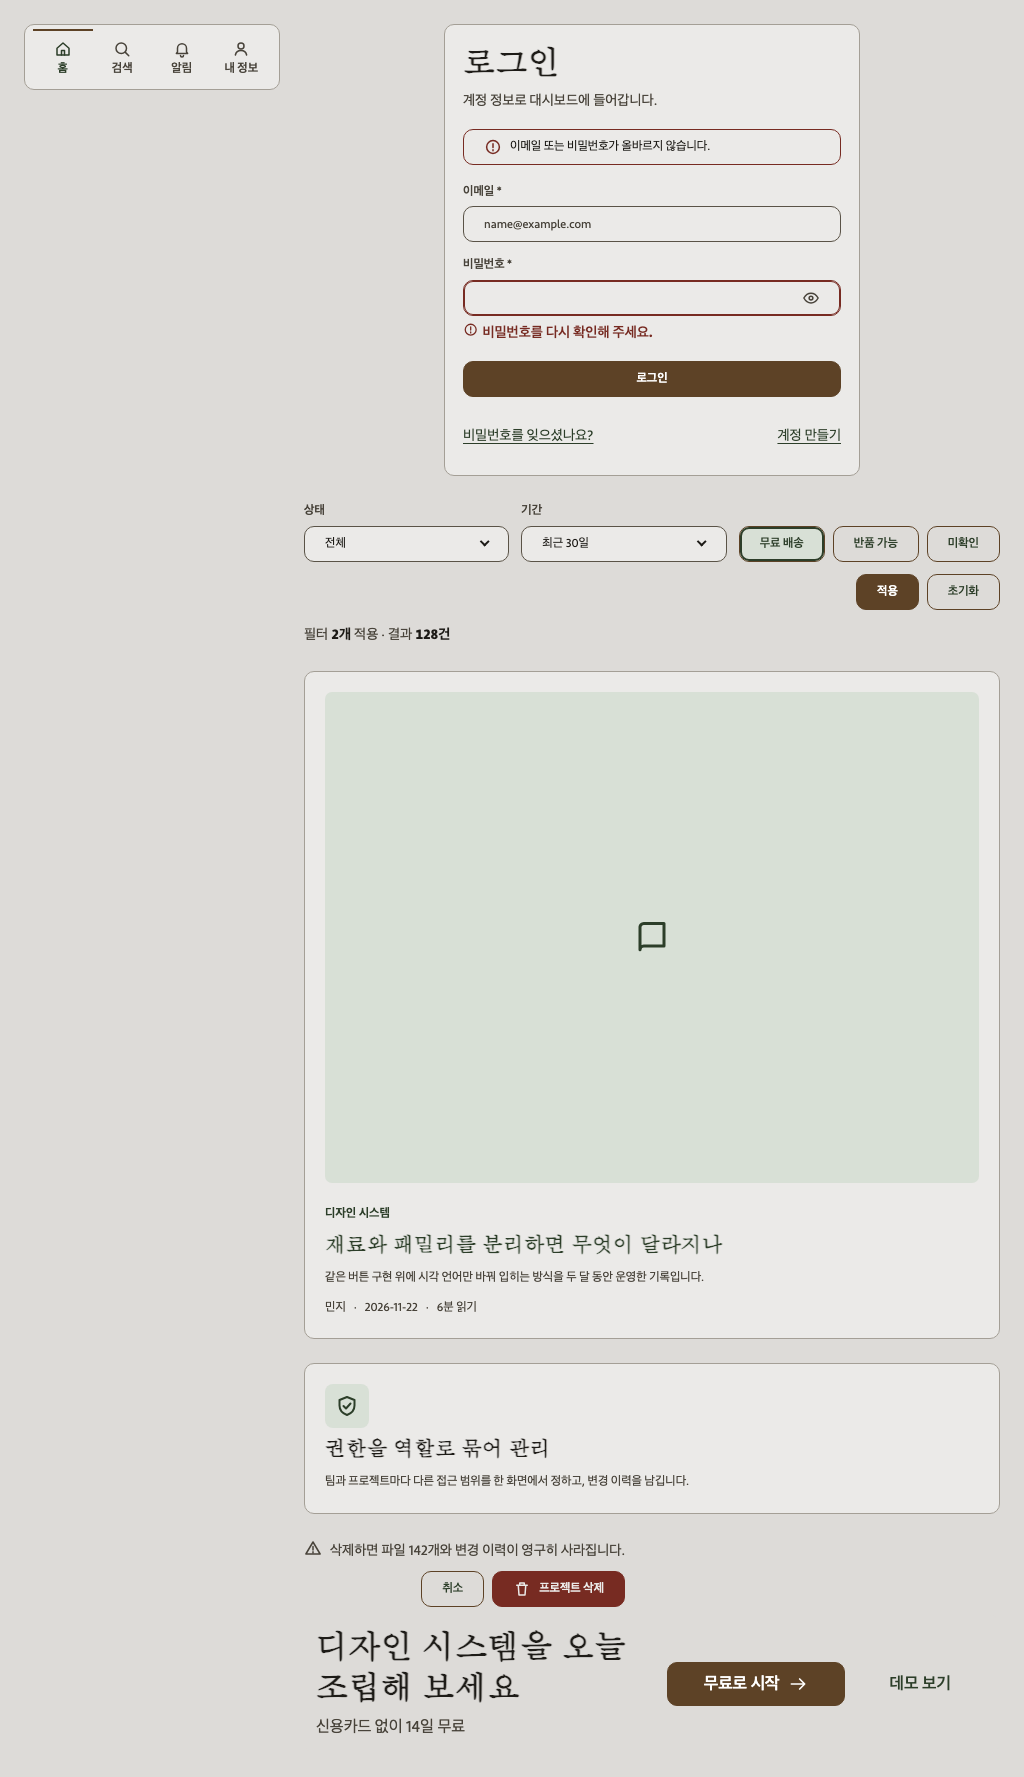 홈 검색 알림 내 정보
로그인
계정 정보로 대시보드에 들어갑니다.
이메일 또는 비밀번호가 올바르지 않습니다.
이메일 *
name@example.com
비밀번호 *
비밀번호를 다시 확인해 주세요.
로그인
비밀번호를 잊으셨나요? 계정 만들기
상태 기간
전체 최근 30일 무료 배송 반품 가능 미확인
적용 초기화
필터 2개 적용 · 결과 128건
디자인 시스템
재료와 패밀리를 분리하면 무엇이 달라지나
같은 버튼 구현 위에 시각 언어만 바꿔 입히는 방식을 두 달 동안 운영한 기록입니다.
민지 · 2026-11-22 · 6분 읽기
권한을 역할로 묶어 관리
팀과 프로젝트마다 다른 접근 범위를 한 화면에서 정하고, 변경 이력을 남깁니다.
삭제하면 파일 142개와 변경 이력이 영구히 사라집니다.
취소 프로젝트 삭제
디자인 시스템을 오늘
조립해 보세요
무료로 시작 데모 보기
신용카드 없이 14일 무료